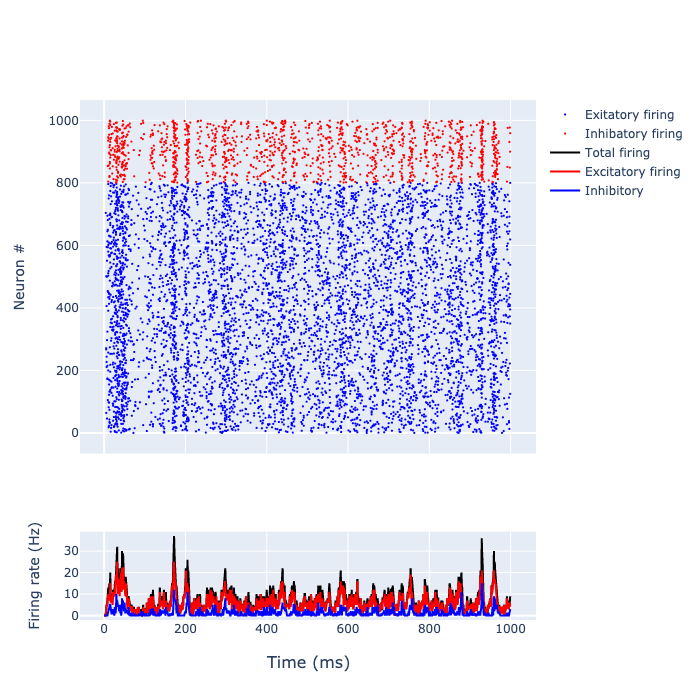 1000
800
600
400
200
0
Neuron #
Exitatory firing
Inhibatory firing
Total firing
Excitatory firing
Inhibitory
30
20
10
0
Firing rate (Hz)
0 200 400 600 800 1000
Time (ms)